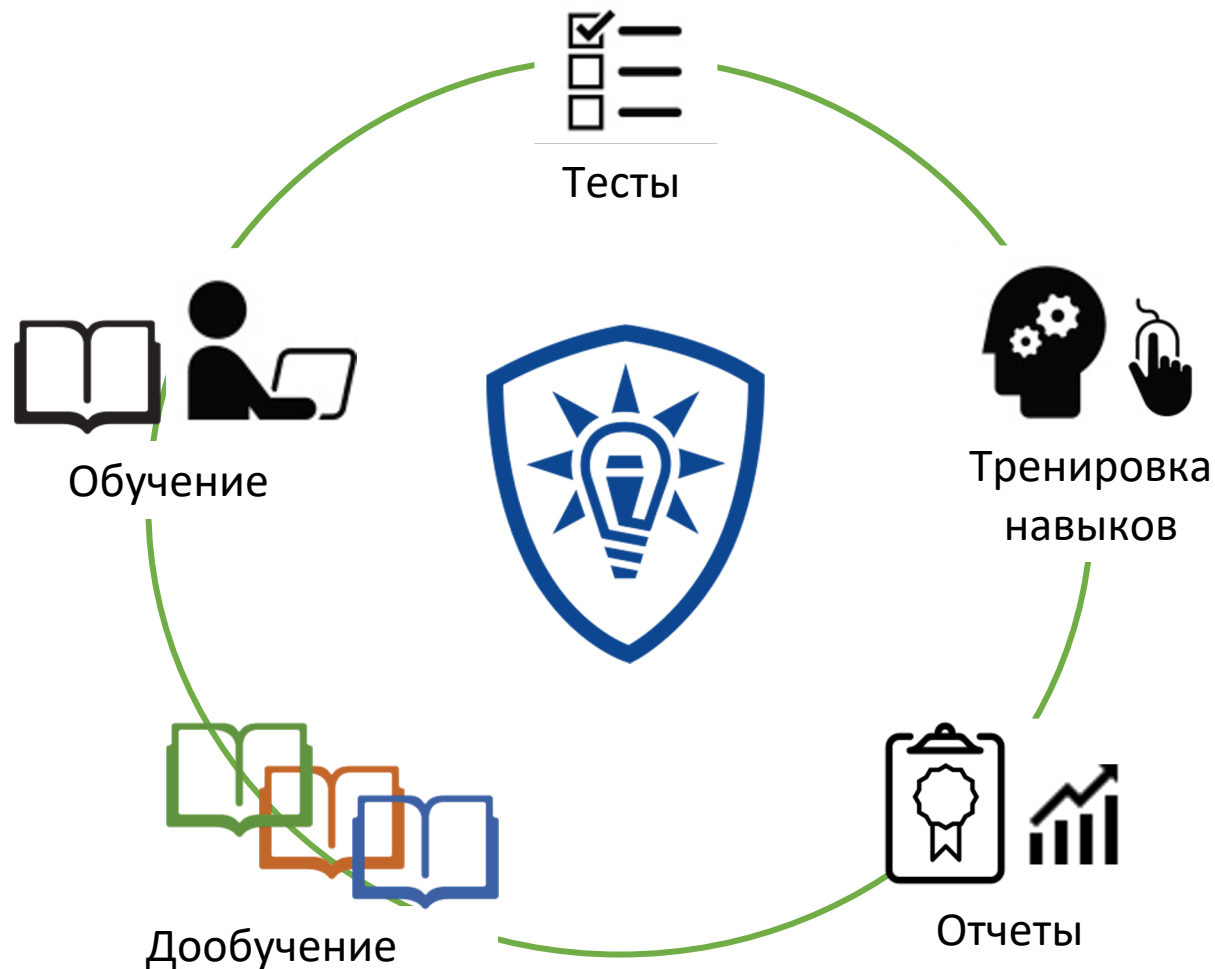 Тесты
Обучение
Тренировка
навыков
Дообучение
Отчеты